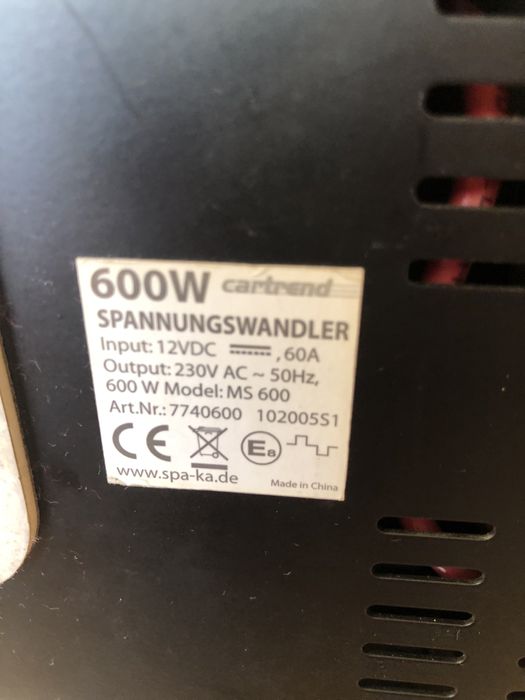 600W cartrend
SPANNUNGSWANDLER
Input: 12VDC , 60A
Output: 230V AC ~ 50Hz,
600 W Model: MS 600
Art.Nr.: 7740600 102005S1
CE E8
www.spa-ka.de Made in China